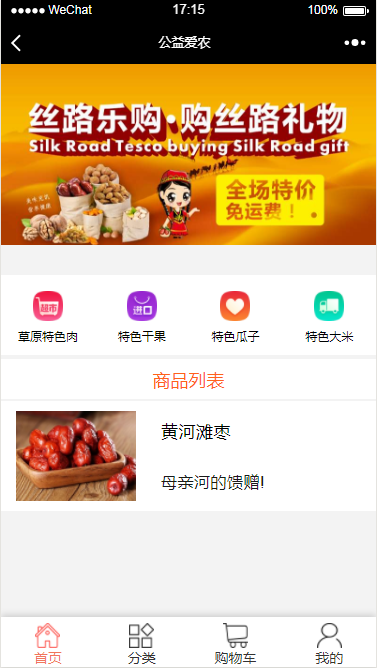 WeChat 17:15 100%
公益爱农
丝路乐购·购丝路礼物
Silk Road Tesco buying Silk Road gift
全场特价
免运费！
超市 进口
草原特色肉 特色干果 特色瓜子 特色大米
商品列表
黄河滩枣
母亲河的馈赠!
首页 分类 购物车 我的